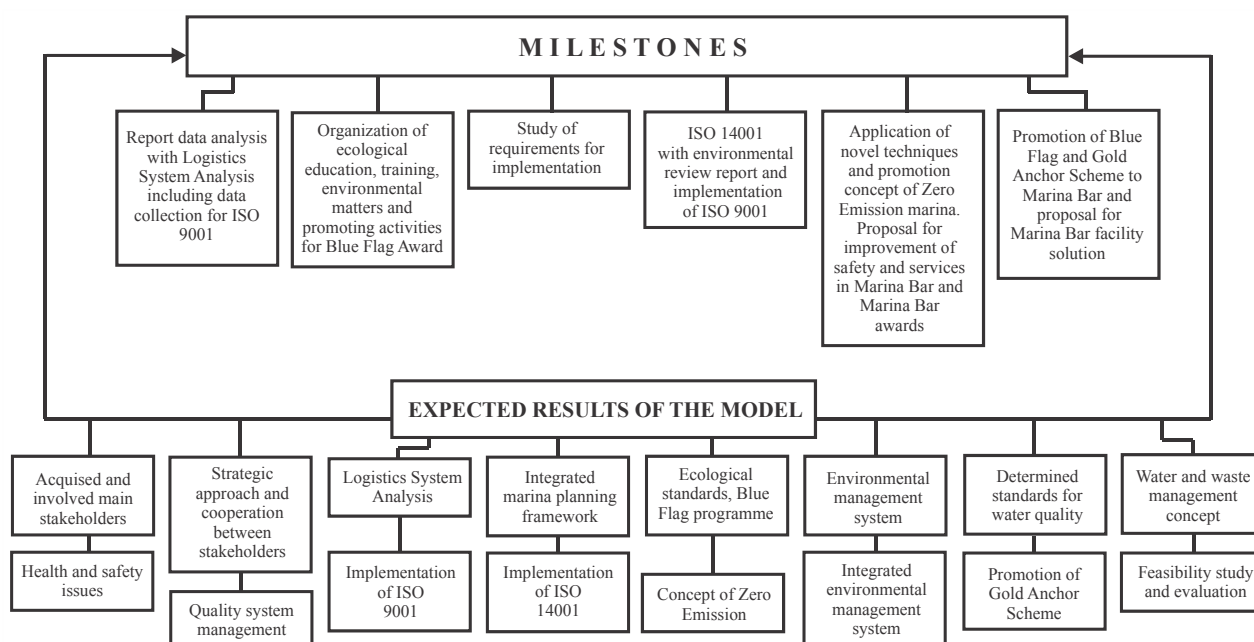 MILESTONES
Report data analysis
with Logistics
System Analysis
including data
collection for ISO
9001
Organization of
ecological
education, training,
environmental
matters and
promoting activities
for Blue Flag Award
Study of
requirements for
implementation
ISO 14001
with environmental
review report and
implementation
of ISO 9001
Application of
novel techniques
and promotion
concept of Zero
Emission marina.
Proposal for
improvement of
safety and services
in Marina Bar and
Marina Bar
awards
Promotion of Blue
Flag and Gold
Anchor Scheme to
Marina Bar and
proposal for
Marina Bar facility
solution
EXPECTED RESULTS OF THE MODEL
Acquised and
involved main
stakeholders
Health and safety
issues
Strategic
approach and
cooperation
between
stakeholders
Quality system
management
Logistics System
Analysis
Implementation
of ISO
9001
Integrated
marina planning
framework
Implementation
of ISO
14001
Ecological
standards, Blue
Flag programme
Concept of Zero
Emission
Environmental
management
system
Integrated
environmental
management
system
Determined
standards for
water quality
Promotion of
Gold Anchor
Scheme
Water and waste
management
concept
Feasibility study
and evaluation